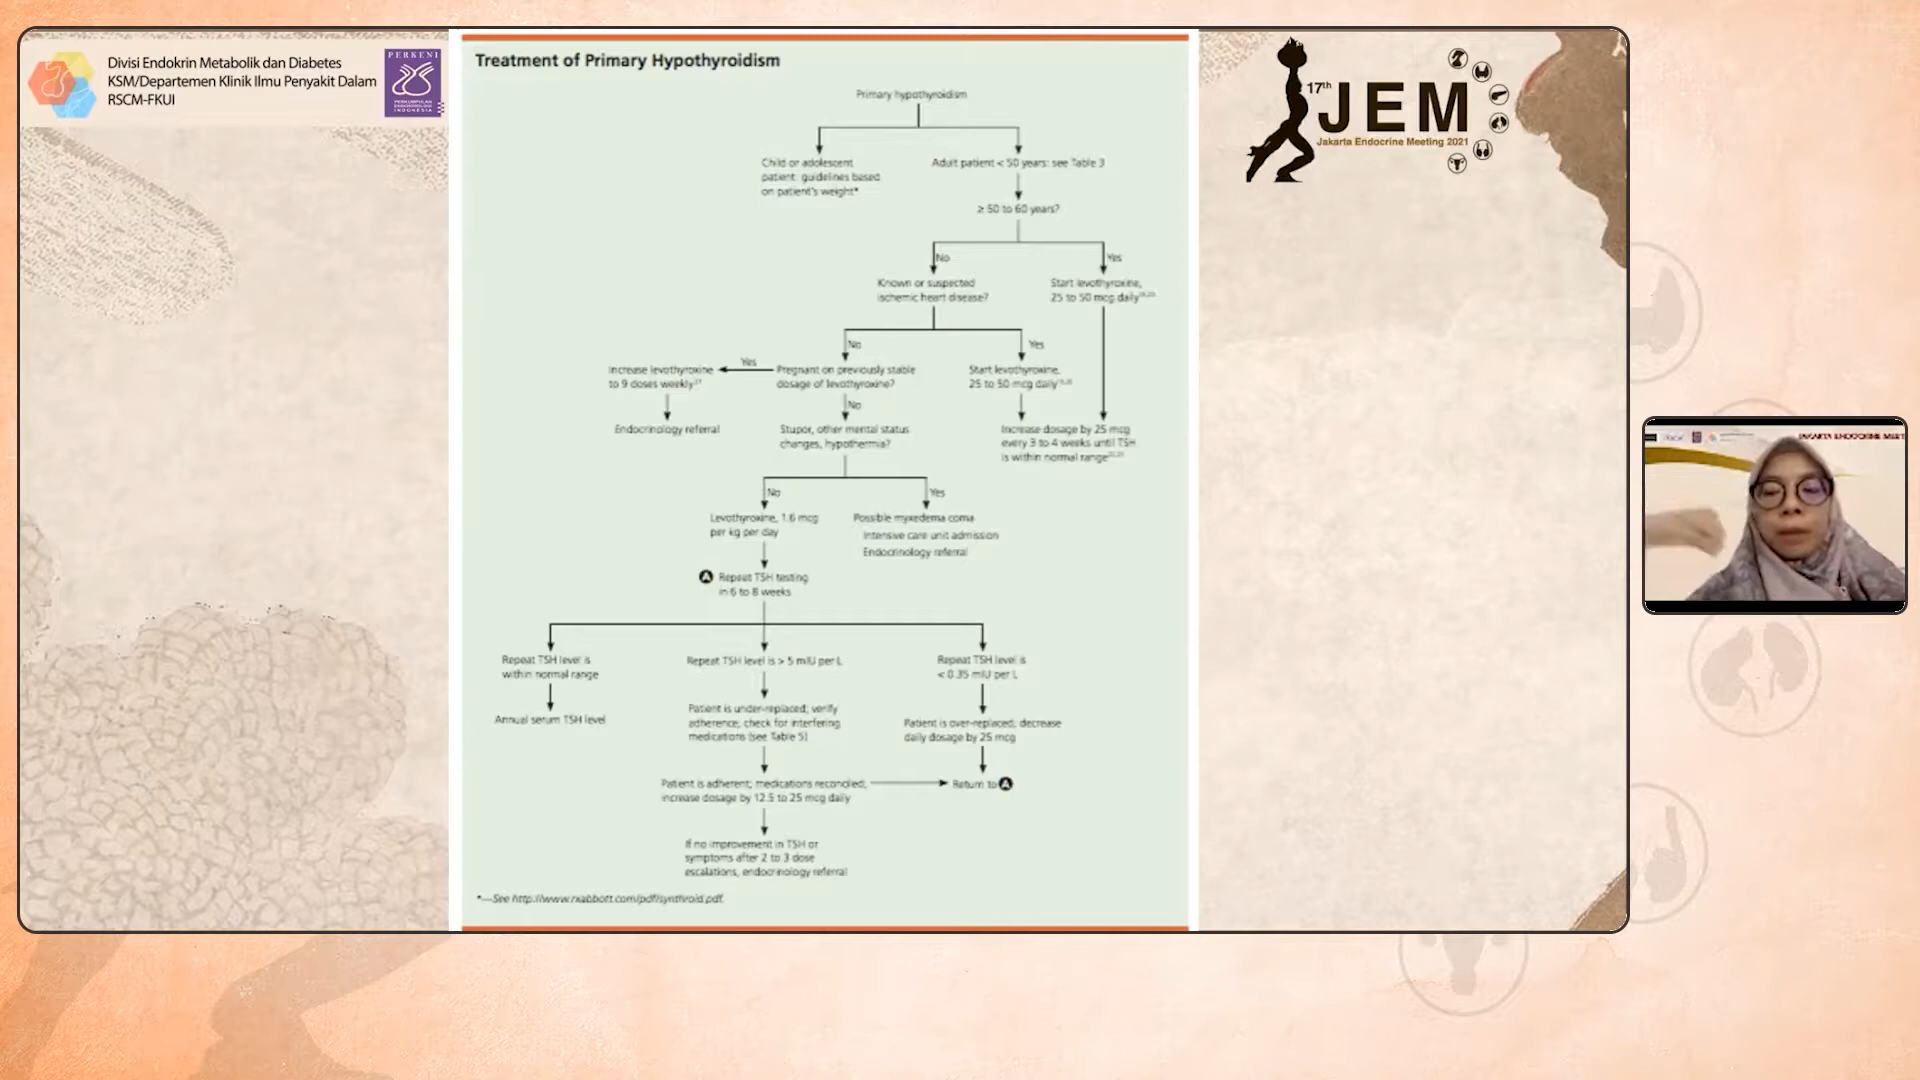 Divisi Endokrin Metabolik dan Diabetes
KSM/Departemen Klinik Ilmu Penyakit Dalam
RSCM-FKUI
PERKENI
PERKUMPULAN
ENDOKRINOLOGI
INDONESIA
17th
JEM
Jakarta Endocrine Meeting 2021
Treatment of Primary Hypothyroidism
Primary hypothyroidism
Child or adolescent
patient: guidelines based
on patient's weight*
Adult patient < 50 years: see Table 3
≥ 50 to 60 years?
No
Yes
Known or suspected
ischemic heart disease?
Start levothyroxine,
25 to 50 mcg daily
No
Yes
Increase levothyroxine
to 9 doses weekly
Yes
Pregnant on previously stable
dosage of levothyroxine?
Start levothyroxine,
25 to 50 mcg daily
No
Endocrinology referral
Stupor, other mental status
changes, hypothermia?
Increase dosage by 25 mcg
every 3 to 4 weeks until TSH
is within normal range
No
Yes
Levothyroxine, 1.6 mcg
per kg per day
Possible myxedema coma
Intensive care unit admission
Endocrinology referral
A Repeat TSH testing
in 6 to 8 weeks
Repeat TSH level is
within normal range
Repeat TSH level is > 5 mIU per L
Repeat TSH level is
< 0.35 mIU per L
Annual serum TSH level
Patient is under-replaced; verify
adherence; check for interfering
medications (see Table 5)
Patient is over-replaced; decrease
daily dosage by 25 mcg
Patient is adherent; medications reconciled,
increase dosage by 12.5 to 25 mcg daily
Return to A
If no improvement in TSH or
symptoms after 2 to 3 dose
escalations, endocrinology referral
*—See http://www.rxabbott.com/pdf/synthroid.pdf.
JAKARTA ENDOCRINE MEET